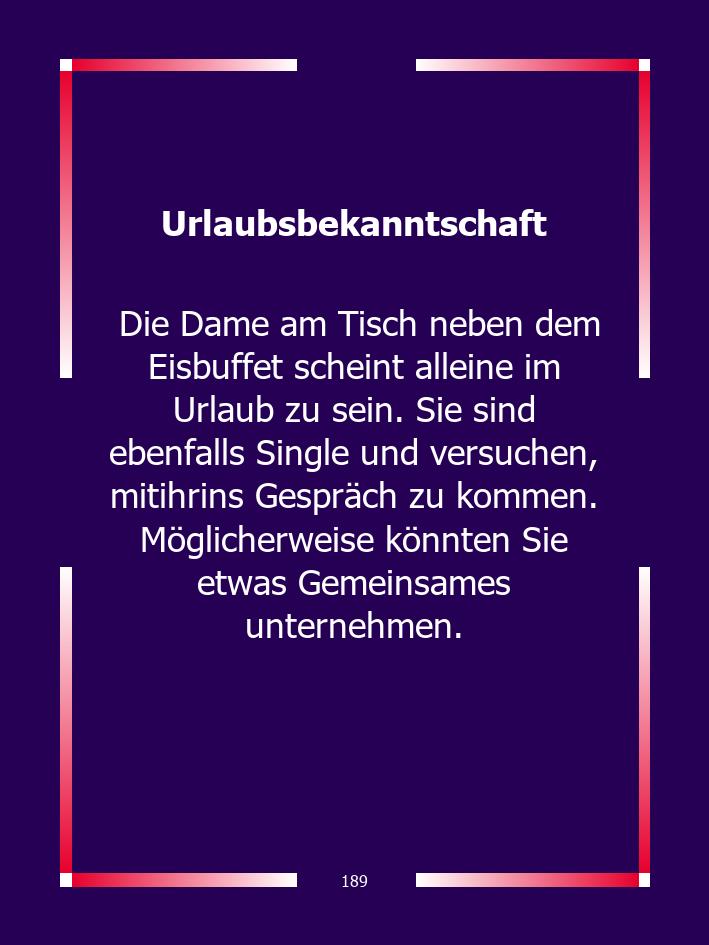 Urlaubsbekanntschaft
Die Dame am Tisch neben dem
Eisbuffet scheint alleine im
Urlaub zu sein. Sie sind
ebenfalls Single und versuchen,
mitihrins Gespräch zu kommen.
Möglicherweise könnten Sie
etwas Gemeinsames
unternehmen.
189